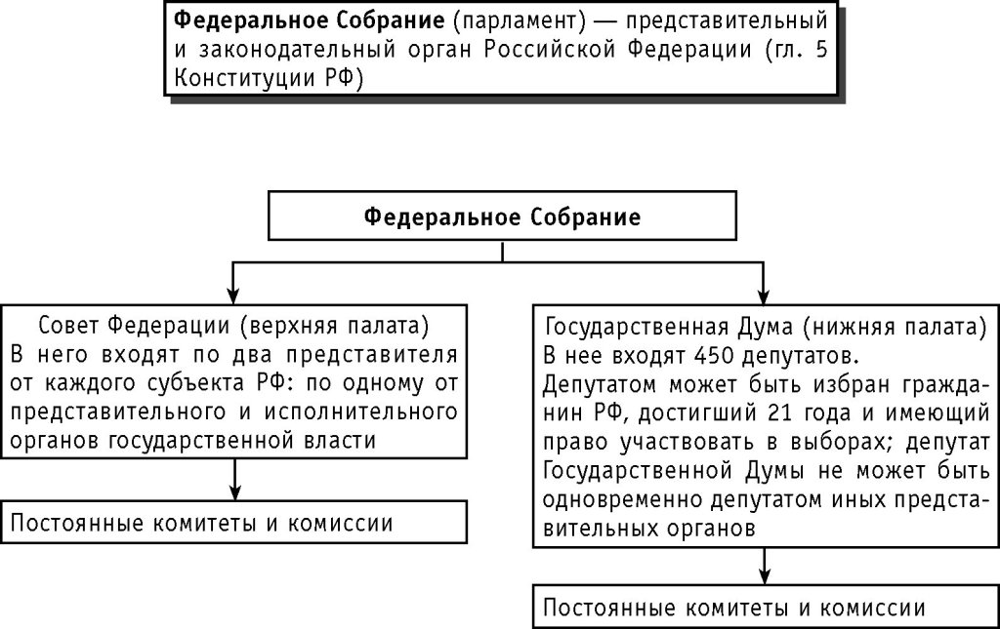 Федеральное Собрание (парламент) — представительный
и законодательный орган Российской Федерации (гл. 5
Конституции РФ)
Федеральное Собрание
Совет Федерации (верхняя палата)
В него входят по два представителя
от каждого субъекта РФ: по одному от
представительного и исполнительного
органов государственной власти
Постоянные комитеты и комиссии
Государственная Дума (нижняя палата)
В нее входят 450 депутатов.
Депутатом может быть избран гражда-
нин РФ, достигший 21 года и имеющий
право участвовать в выборах; депутат
Государственной Думы не может быть
одновременно депутатом иных предста-
вительных органов
Постоянные комитеты и комиссии